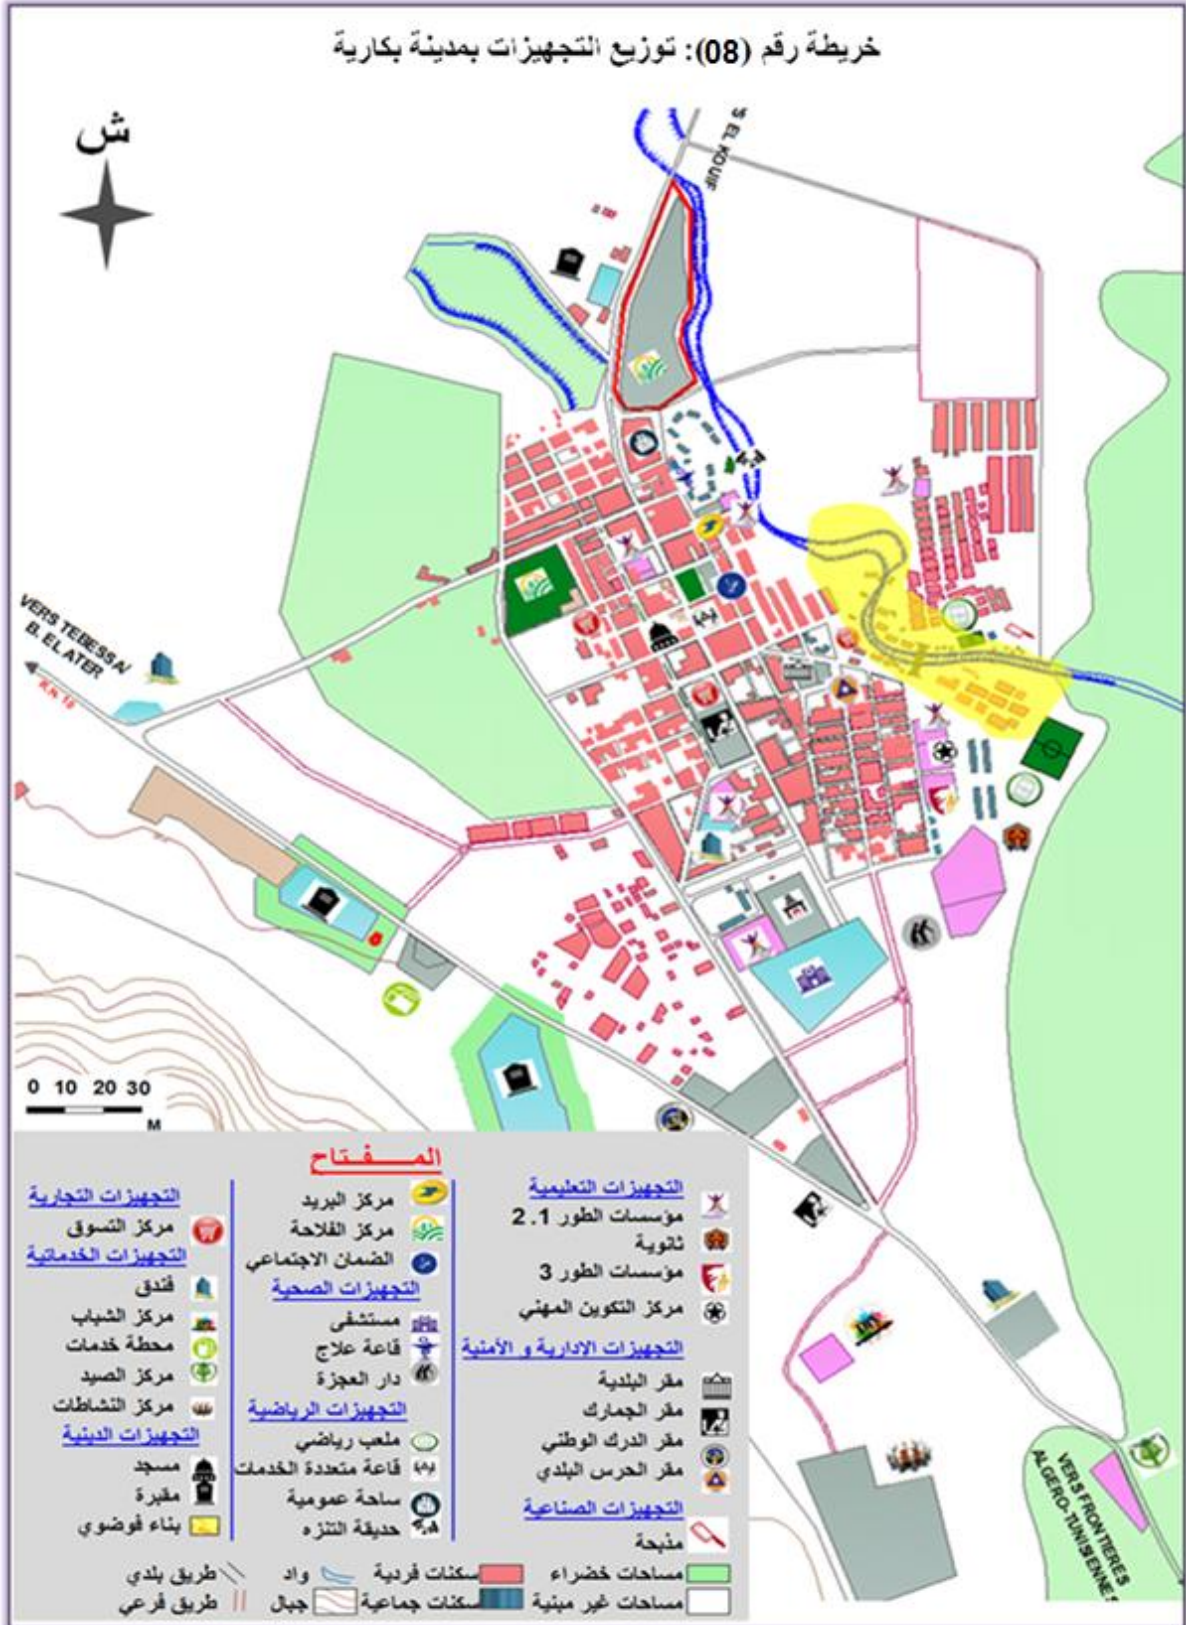 خريطة رقم (08): توزيع التجهيزات بمدينة بكارية
ش
S EL KOUIF
VERS TEBESSA/
B. EL ATER
R.N. 10
0 10 20 30
M
VERS FRONTIERES
ALGERO-TUNISIENNES
المـــفـــتاح
التجهيزات التعليمية
مؤسسات الطور 1. 2
ثانوية
مؤسسات الطور 3
مركز التكوين المهني
التجهيزات الادارية و الأمنية
مقر البلدية
مقر الجمارك
مقر الدرك الوطني
مقر الحرس البلدي
التجهيزات الصناعية
مذبحة
مركز البريد
مركز الفلاحة
الضمان الاجتماعي
التجهيزات الصحية
مستشفى
قاعة علاج
دار العجزة
التجهيزات الرياضية
ملعب رياضي
قاعة متعددة الخدمات
ساحة عمومية
حديقة التنزه
التجهيزات التجارية
مركز التسوق
التجهيزات الخدماتية
فندق
مركز الشباب
محطة خدمات
مركز الصيد
مركز النشاطات
التجهيزات الدينية
مسجد
مقبرة
بناء فوضوي
مساحات خضراء
سكنات فردية
واد
طريق بلدي
مساحات غير مبنية
سكنات جماعية
جبال
طريق فرعي